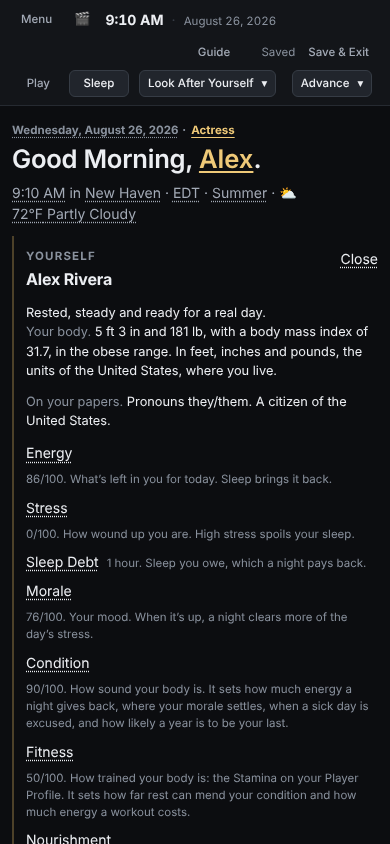 Menu 🎬 9:10 AM · August 26, 2026
Guide Saved Save & Exit
Play Sleep Look After Yourself ▾ Advance ▾
Wednesday, August 26, 2026 · Actress
Good Morning, Alex.
9:10 AM in New Haven · EDT · Summer · ⛅
72°F Partly Cloudy
YOURSELF
Close
Alex Rivera
Rested, steady and ready for a real day.
Your body. 5 ft 3 in and 181 lb, with a body mass index of
31.7, in the obese range. In feet, inches and pounds, the
units of the United States, where you live.
On your papers. Pronouns they/them. A citizen of the
United States.
Energy
86/100. What’s left in you for today. Sleep brings it back.
Stress
0/100. How wound up you are. High stress spoils your sleep.
Sleep Debt 1 hour. Sleep you owe, which a night pays back.
Morale
76/100. Your mood. When it’s up, a night clears more of the
day’s stress.
Condition
90/100. How sound your body is. It sets how much energy a
night gives back, where your morale settles, when a sick day is
excused, and how likely a year is to be your last.
Fitness
50/100. How trained your body is: the Stamina on your Player
Profile. It sets how far rest can mend your condition and how
much energy a workout costs.
Nourishment